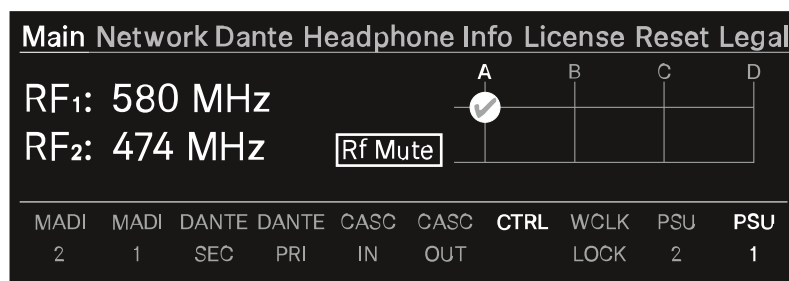 Main Network Dante Headphone Info License Reset Legal
A B C D
RF₁: 580 MHz
RF₂: 474 MHz Rf Mute
MADI MADI DANTE DANTE CASC CASC CTRL WCLK PSU PSU
2 1 SEC PRI IN OUT LOCK 2 1